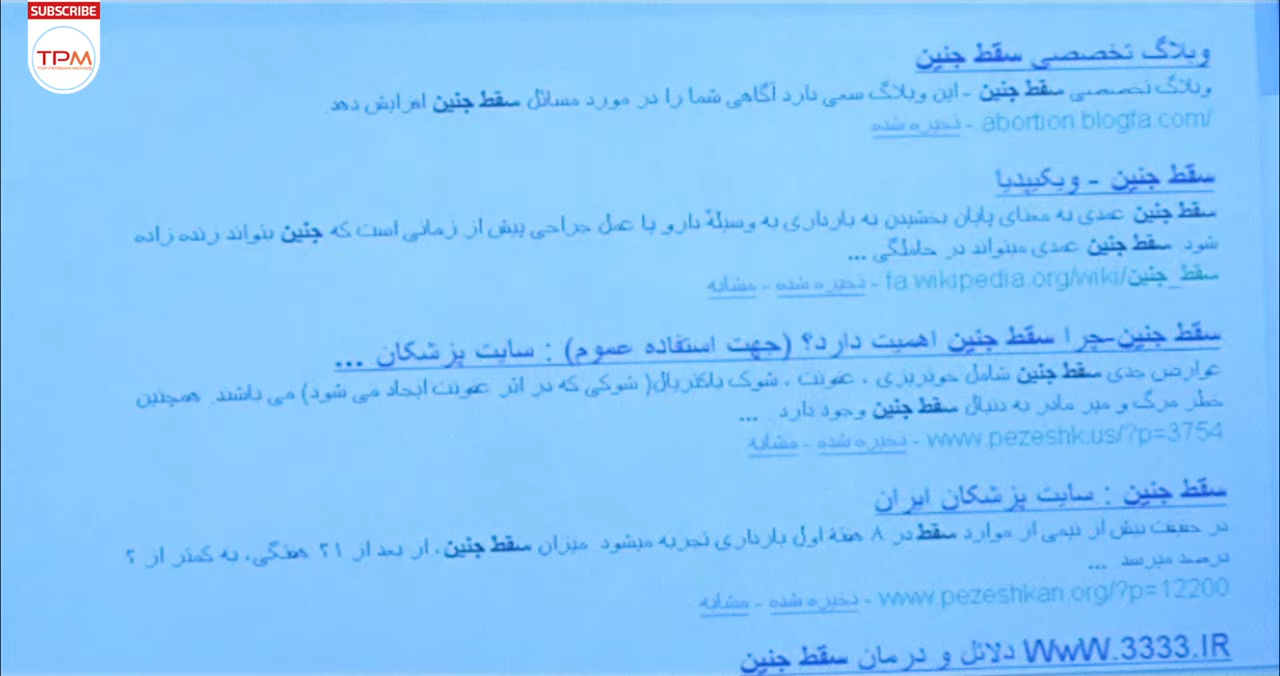 SUBSCRIBE
TPM
TOP PERSIAN MOVIES
وبلاگ تخصصی سقط جنین
وبلاگ تخصصی سقط جنین - این وبلاگ سعی دارد آگاهی شما را در مورد مسائل سقط جنین افزایش دهد
abortion.blogfa.com/ - ذخیره شده
سقط جنین - ویکیپدیا
سقط جنین عمدی به معنای پایان بخشیدن به بارداری به وسیلهٔ دارو یا عمل جراحی پیش از زمانی است که جنین بتواند زنده زاده
شود. سقط جنین عمدی میتواند در حاملگی ...
fa.wikipedia.org/wiki/سقط_جنین - ذخیره شده - مشابه
سقط جنین-چرا سقط جنین اهمیت دارد؟ (جهت استفاده عموم) : سایت پزشکان ...
عوارض جدی سقط جنین شامل خونریزی ، عفونت ، شوک باکتریال( شوکی که در اثر عفونت ایجاد می شود) می باشند. همچنین
خطر مرگ و میر مادر به دنبال سقط جنین وجود دارد. ...
www.pezeshk.us/?p=3754 - ذخیره شده - مشابه
سقط جنین : سایت پزشکان ایران
در حقیقت بیش از نیمی از موارد سقط در ۸ هفتهٔ اول بارداری تجربه میشود. میزان سقط جنین، از بعد از ۲۱ هفتگی، به کمتر از ۲
درصد میرسد. ...
www.pezeshkan.org/?p=12200 - ذخیره شده - مشابه
WwW.3333.IR دلائل و درمان سقط جنین